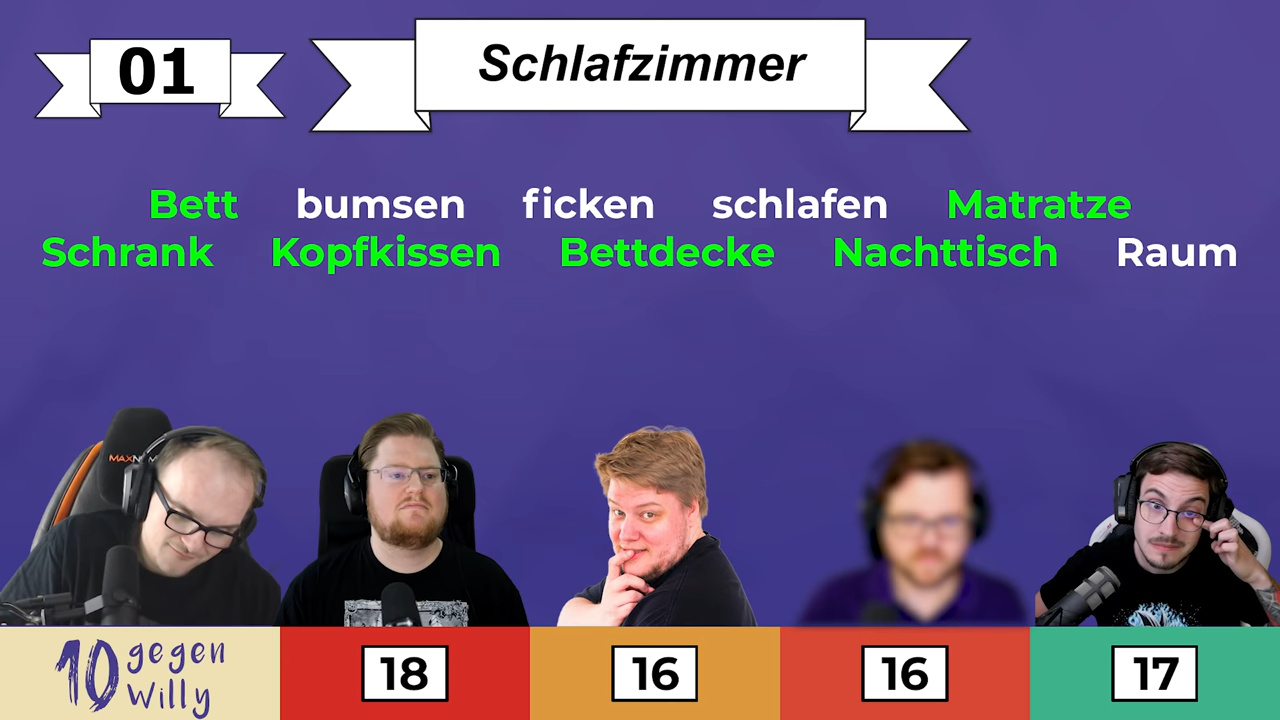 01
Schlafzimmer
Bett bumsen ficken schlafen Matratze
Schrank Kopfkissen Bettdecke Nachttisch Raum
10 gegen
Willy
18
16
16
17